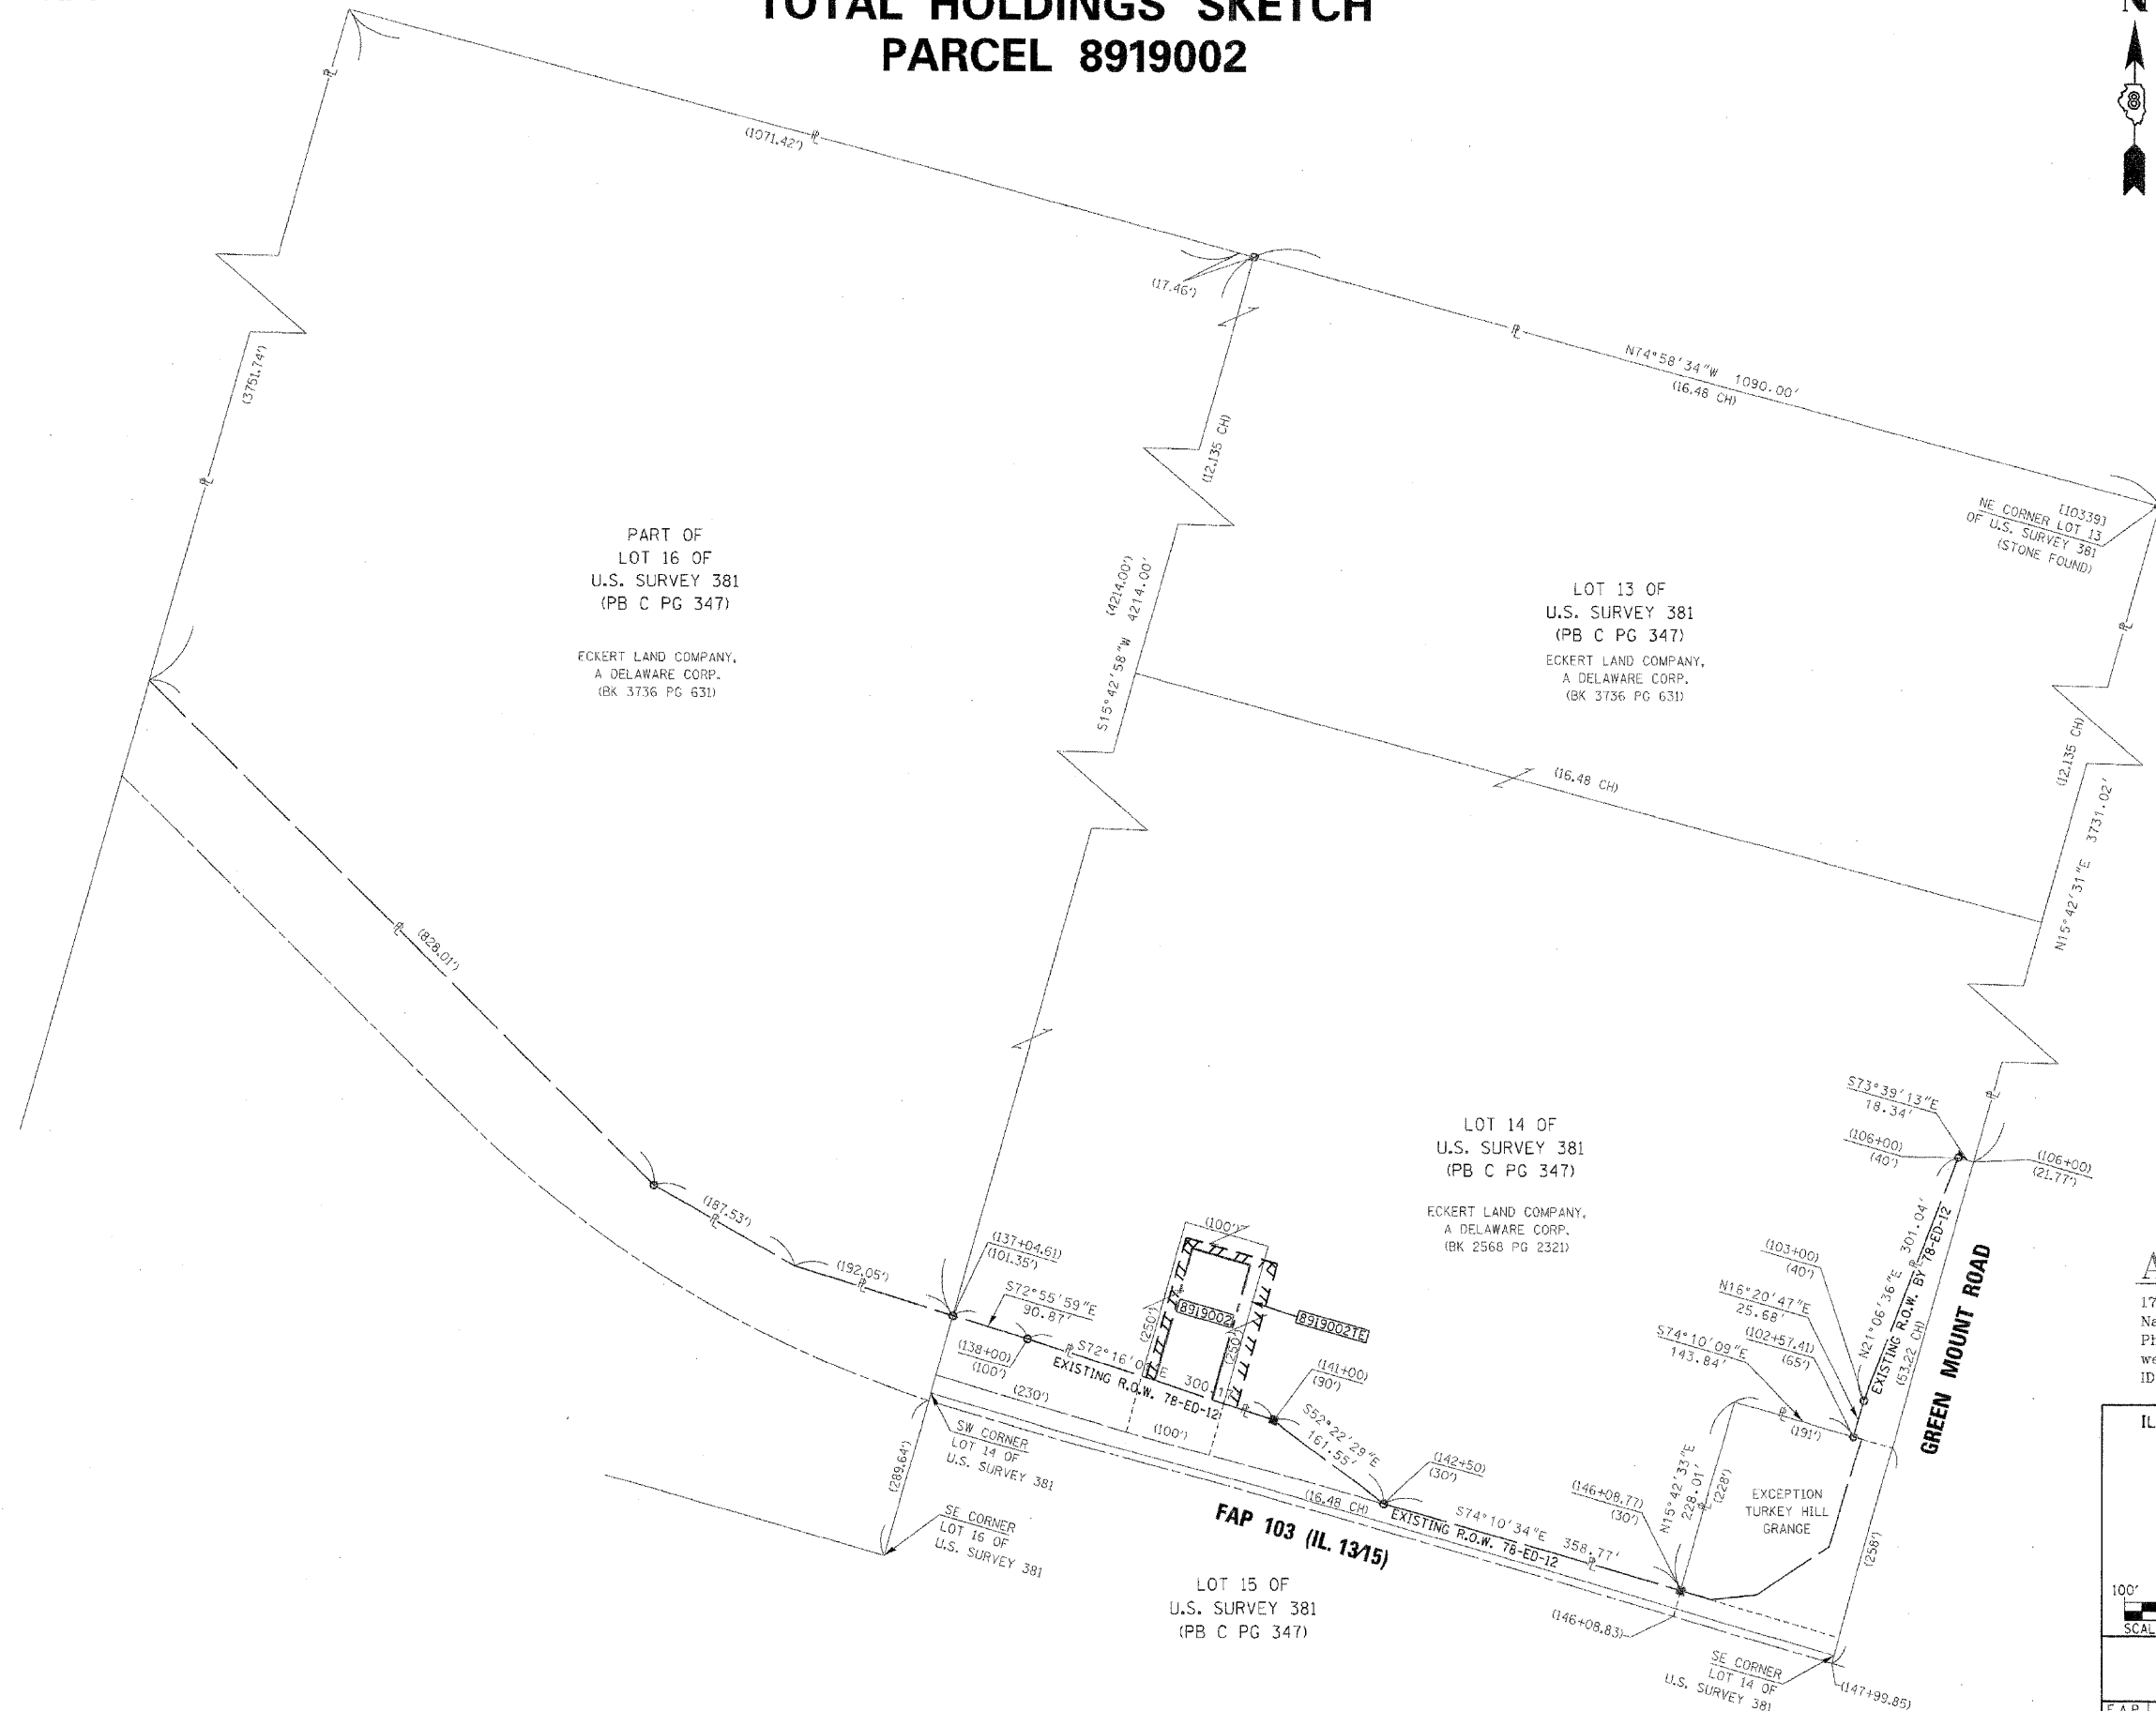 TOTAL HOLDINGS SKETCH
PARCEL 8919002
N
8
(1071.42')
(17.46')
N74°58'34"W 1090.00'
(16.48 CH)
(3751.74')
(12.135 CH)
[10339]
NE CORNER LOT 13
OF U.S. SURVEY 381
(STONE FOUND)
PART OF
LOT 16 OF
U.S. SURVEY 381
(PB C PG 347)
ECKERT LAND COMPANY,
A DELAWARE CORP.
(BK 3736 PG 631)
(4214.00')
S15°42'58"W 4214.00'
LOT 13 OF
U.S. SURVEY 381
(PB C PG 347)
ECKERT LAND COMPANY,
A DELAWARE CORP.
(BK 3736 PG 631)
(16.48 CH)
(12.135 CH)
N15°42'31"E 3731.02'
(828.01')
(187.53')
(192.05')
(137+04.61)
(101.35')
S72°55'59"E
90.87'
(138+00)
(100')
EXISTING R.O.W. 78-ED-12
(230')
(100')
(100')
(250')
(250')
8919002
8919002TE
(141+00)
(90')
S52°22'29"E
161.55'
(142+50)
(30')
LOT 14 OF
U.S. SURVEY 381
(PB C PG 347)
ECKERT LAND COMPANY,
A DELAWARE CORP.
(BK 2568 PG 2321)
S73°39'13"E
18.34'
(106+00)
(40')
(106+00)
(21.77')
(103+00)
(40')
N16°20'47"E
25.68'
(102+57.41)
(65')
S74°10'09"E
143.84'
N21°06'36"E 301.04'
EXISTING R.O.W. BY 78-ED-12
(53.22 CH)
GREEN MOUNT ROAD
(191')
N15°42'33"E
228.01'
(228')
EXCEPTION
TURKEY HILL
GRANGE
(258')
(146+08.77)
(30')
S74°10'34"E 358.77'
EXISTING R.O.W. 78-ED-12
(16.48 CH)
FAP 103 (IL. 13/15)
SW CORNER
LOT 14 OF
U.S. SURVEY 381
(289.64')
SE CORNER
LOT 16 OF
U.S. SURVEY 381
LOT 15 OF
U.S. SURVEY 381
(PB C PG 347)
(146+08.83)
SE CORNER
LOT 14 OF
U.S. SURVEY 381
(147+99.85)
100'